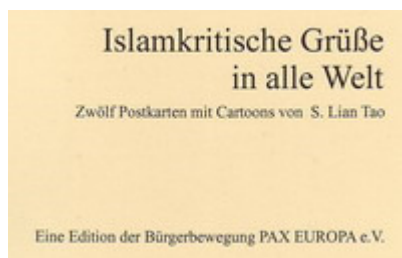 Islamkritische Grüße
in alle Welt
Zwölf Postkarten mit Cartoons von S. Lian Tao
Eine Edition der Bürgerbewegung PAX EUROPA e.V.